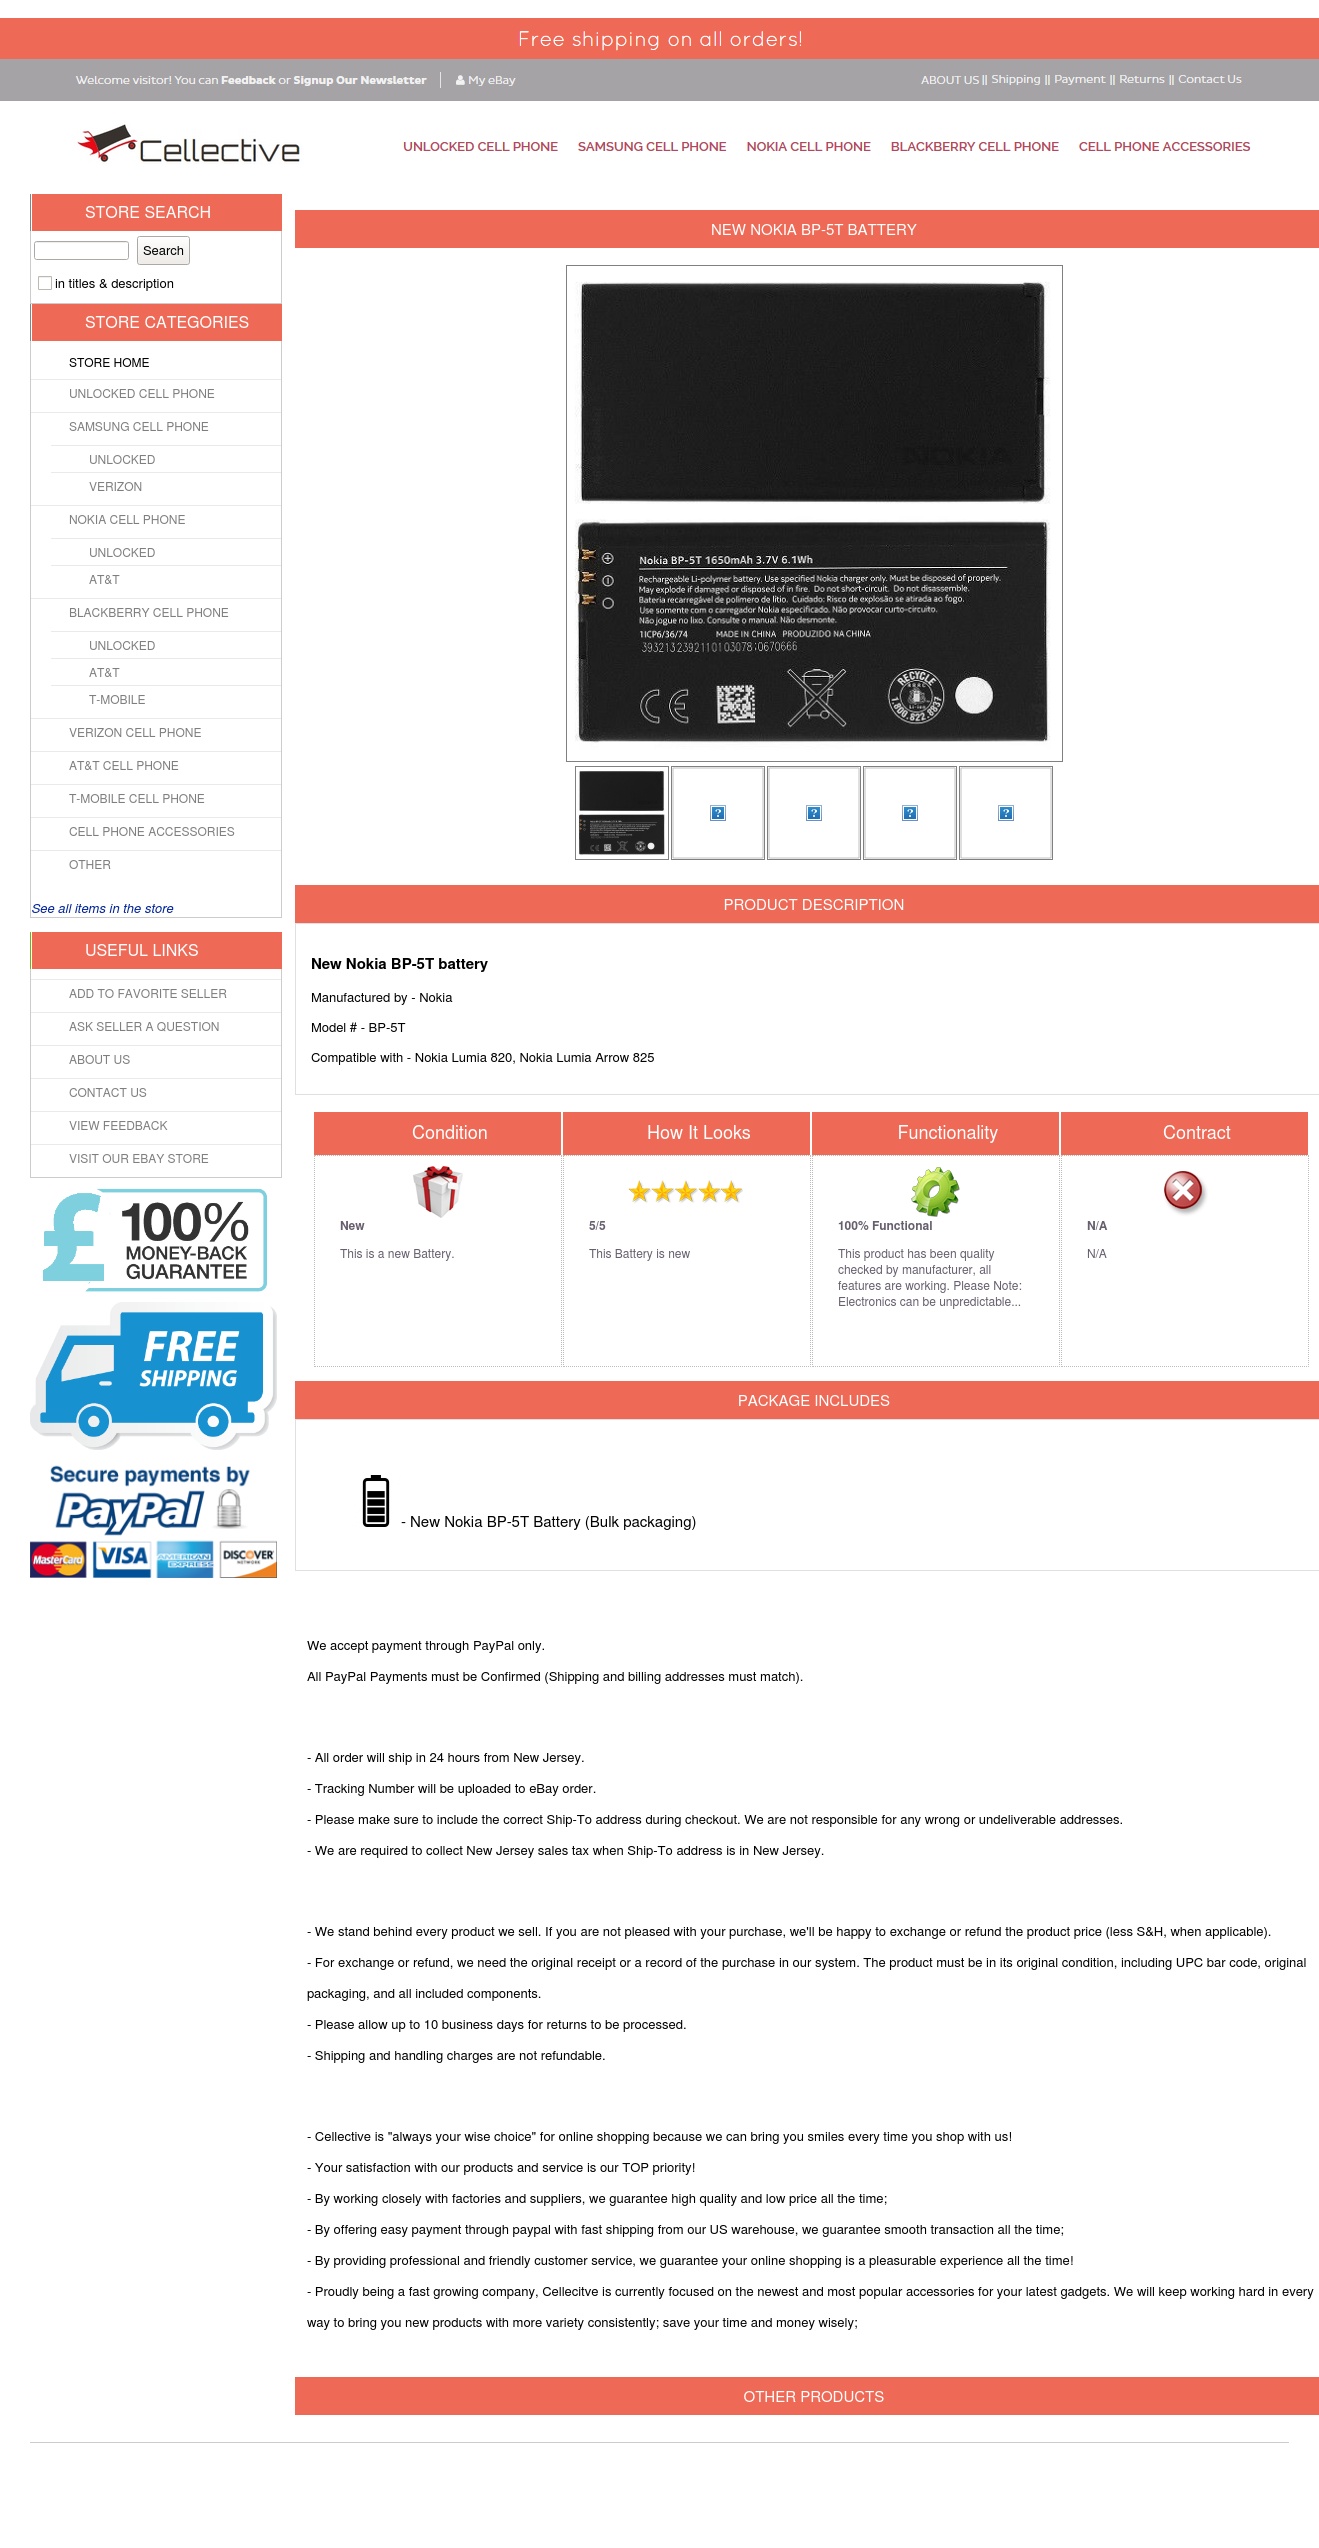 Free shipping on all orders!
Welcome visitor! You can Feedback or Signup Our Newsletter | My eBay
ABOUT US || Shipping || Payment || Returns || Contact Us
Cellective
UNLOCKED CELL PHONE SAMSUNG CELL PHONE NOKIA CELL PHONE BLACKBERRY CELL PHONE CELL PHONE ACCESSORIES
STORE SEARCH
Search
in titles & description
STORE CATEGORIES
STORE HOME
UNLOCKED CELL PHONE
SAMSUNG CELL PHONE
UNLOCKED
VERIZON
NOKIA CELL PHONE
UNLOCKED
AT&T
BLACKBERRY CELL PHONE
UNLOCKED
AT&T
T-MOBILE
VERIZON CELL PHONE
AT&T CELL PHONE
T-MOBILE CELL PHONE
CELL PHONE ACCESSORIES
OTHER
See all items in the store
USEFUL LINKS
ADD TO FAVORITE SELLER
ASK SELLER A QUESTION
ABOUT US
CONTACT US
VIEW FEEDBACK
VISIT OUR EBAY STORE
£ 100%
MONEY-BACK
GUARANTEE
FREE
SHIPPING
Secure payments by
PayPal
MasterCard VISA AMERICAN EXPRESS DISCOVER NETWORK
NEW NOKIA BP-5T BATTERY
NOKIA
Nokia BP-5T 1650mAh 3.7V 6.1Wh
Rechargeable Li-polymer battery. Use specified Nokia charger only. Must be disposed of properly.
May explode if damaged or disposed of in fire. Do not short-circuit. Do not disassemble.
Bateria recarregável de polímero de lítio. Cuidado: Risco de explosão se atirada ao fogo.
Use somente com o carregador Nokia especificado. Não provocar curto-circuito.
Não jogue no lixo. Consulte o manual. Não desmonte.
1ICP6/36/74 MADE IN CHINA PRODUZIDO NA CHINA
3932132392110103078;0670666
CE
RECYCLE
1.800.822.8837
PRODUCT DESCRIPTION
New Nokia BP-5T battery
Manufactured by - Nokia
Model # - BP-5T
Compatible with - Nokia Lumia 820, Nokia Lumia Arrow 825
Condition
New
This is a new Battery.
How It Looks
5/5
This Battery is new
Functionality
100% Functional
This product has been quality
checked by manufacturer, all
features are working. Please Note:
Electronics can be unpredictable...
Contract
N/A
N/A
PACKAGE INCLUDES
- New Nokia BP-5T Battery (Bulk packaging)
We accept payment through PayPal only.
All PayPal Payments must be Confirmed (Shipping and billing addresses must match).
- All order will ship in 24 hours from New Jersey.
- Tracking Number will be uploaded to eBay order.
- Please make sure to include the correct Ship-To address during checkout. We are not responsible for any wrong or undeliverable addresses.
- We are required to collect New Jersey sales tax when Ship-To address is in New Jersey.
- We stand behind every product we sell. If you are not pleased with your purchase, we'll be happy to exchange or refund the product price (less S&H, when applicable).
- For exchange or refund, we need the original receipt or a record of the purchase in our system. The product must be in its original condition, including UPC bar code, original
packaging, and all included components.
- Please allow up to 10 business days for returns to be processed.
- Shipping and handling charges are not refundable.
- Cellective is "always your wise choice" for online shopping because we can bring you smiles every time you shop with us!
- Your satisfaction with our products and service is our TOP priority!
- By working closely with factories and suppliers, we guarantee high quality and low price all the time;
- By offering easy payment through paypal with fast shipping from our US warehouse, we guarantee smooth transaction all the time;
- By providing professional and friendly customer service, we guarantee your online shopping is a pleasurable experience all the time!
- Proudly being a fast growing company, Cellecitve is currently focused on the newest and most popular accessories for your latest gadgets. We will keep working hard in every
way to bring you new products with more variety consistently; save your time and money wisely;
OTHER PRODUCTS